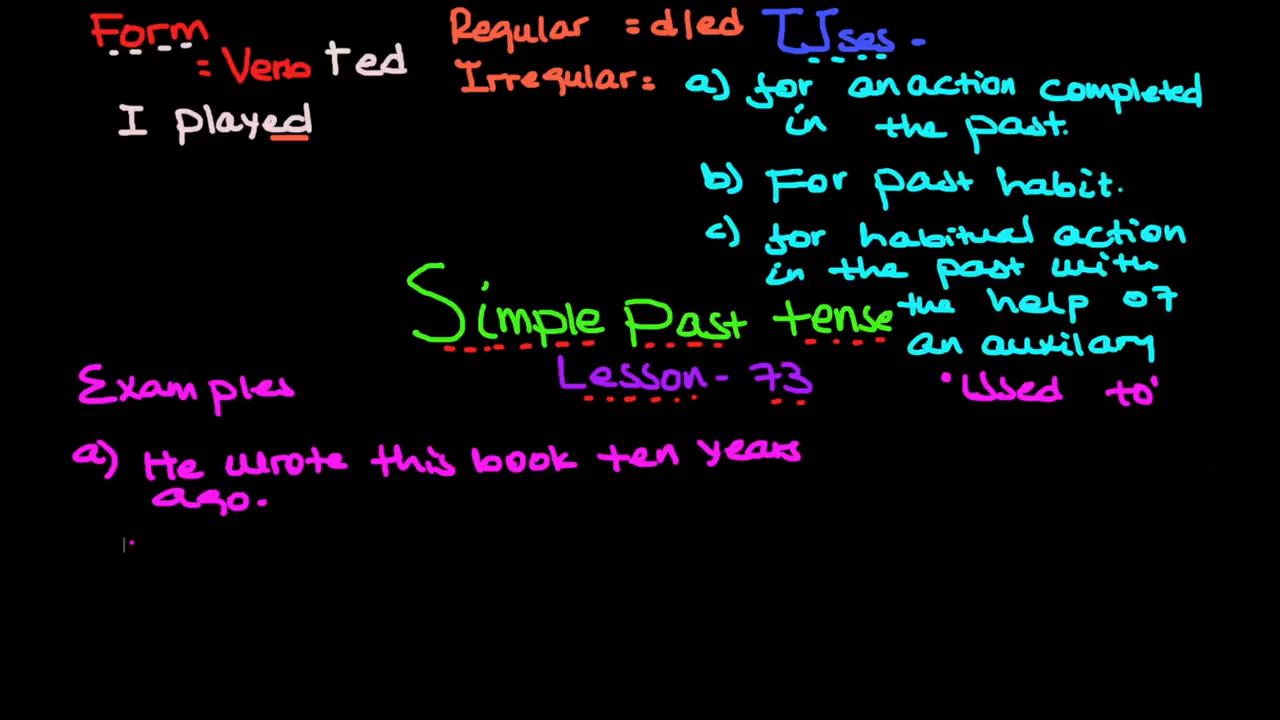 Form
= Verb +ed
I played
Regular = d/ed
Irregular =
Uses -
a) for an action completed
in the past.
b) For past habit.
c) for habitual action
in the past with
the help of
an auxilary
'Used to'
Simple Past tense
Lesson - 73
Examples
a) He wrote this book ten years
ago.